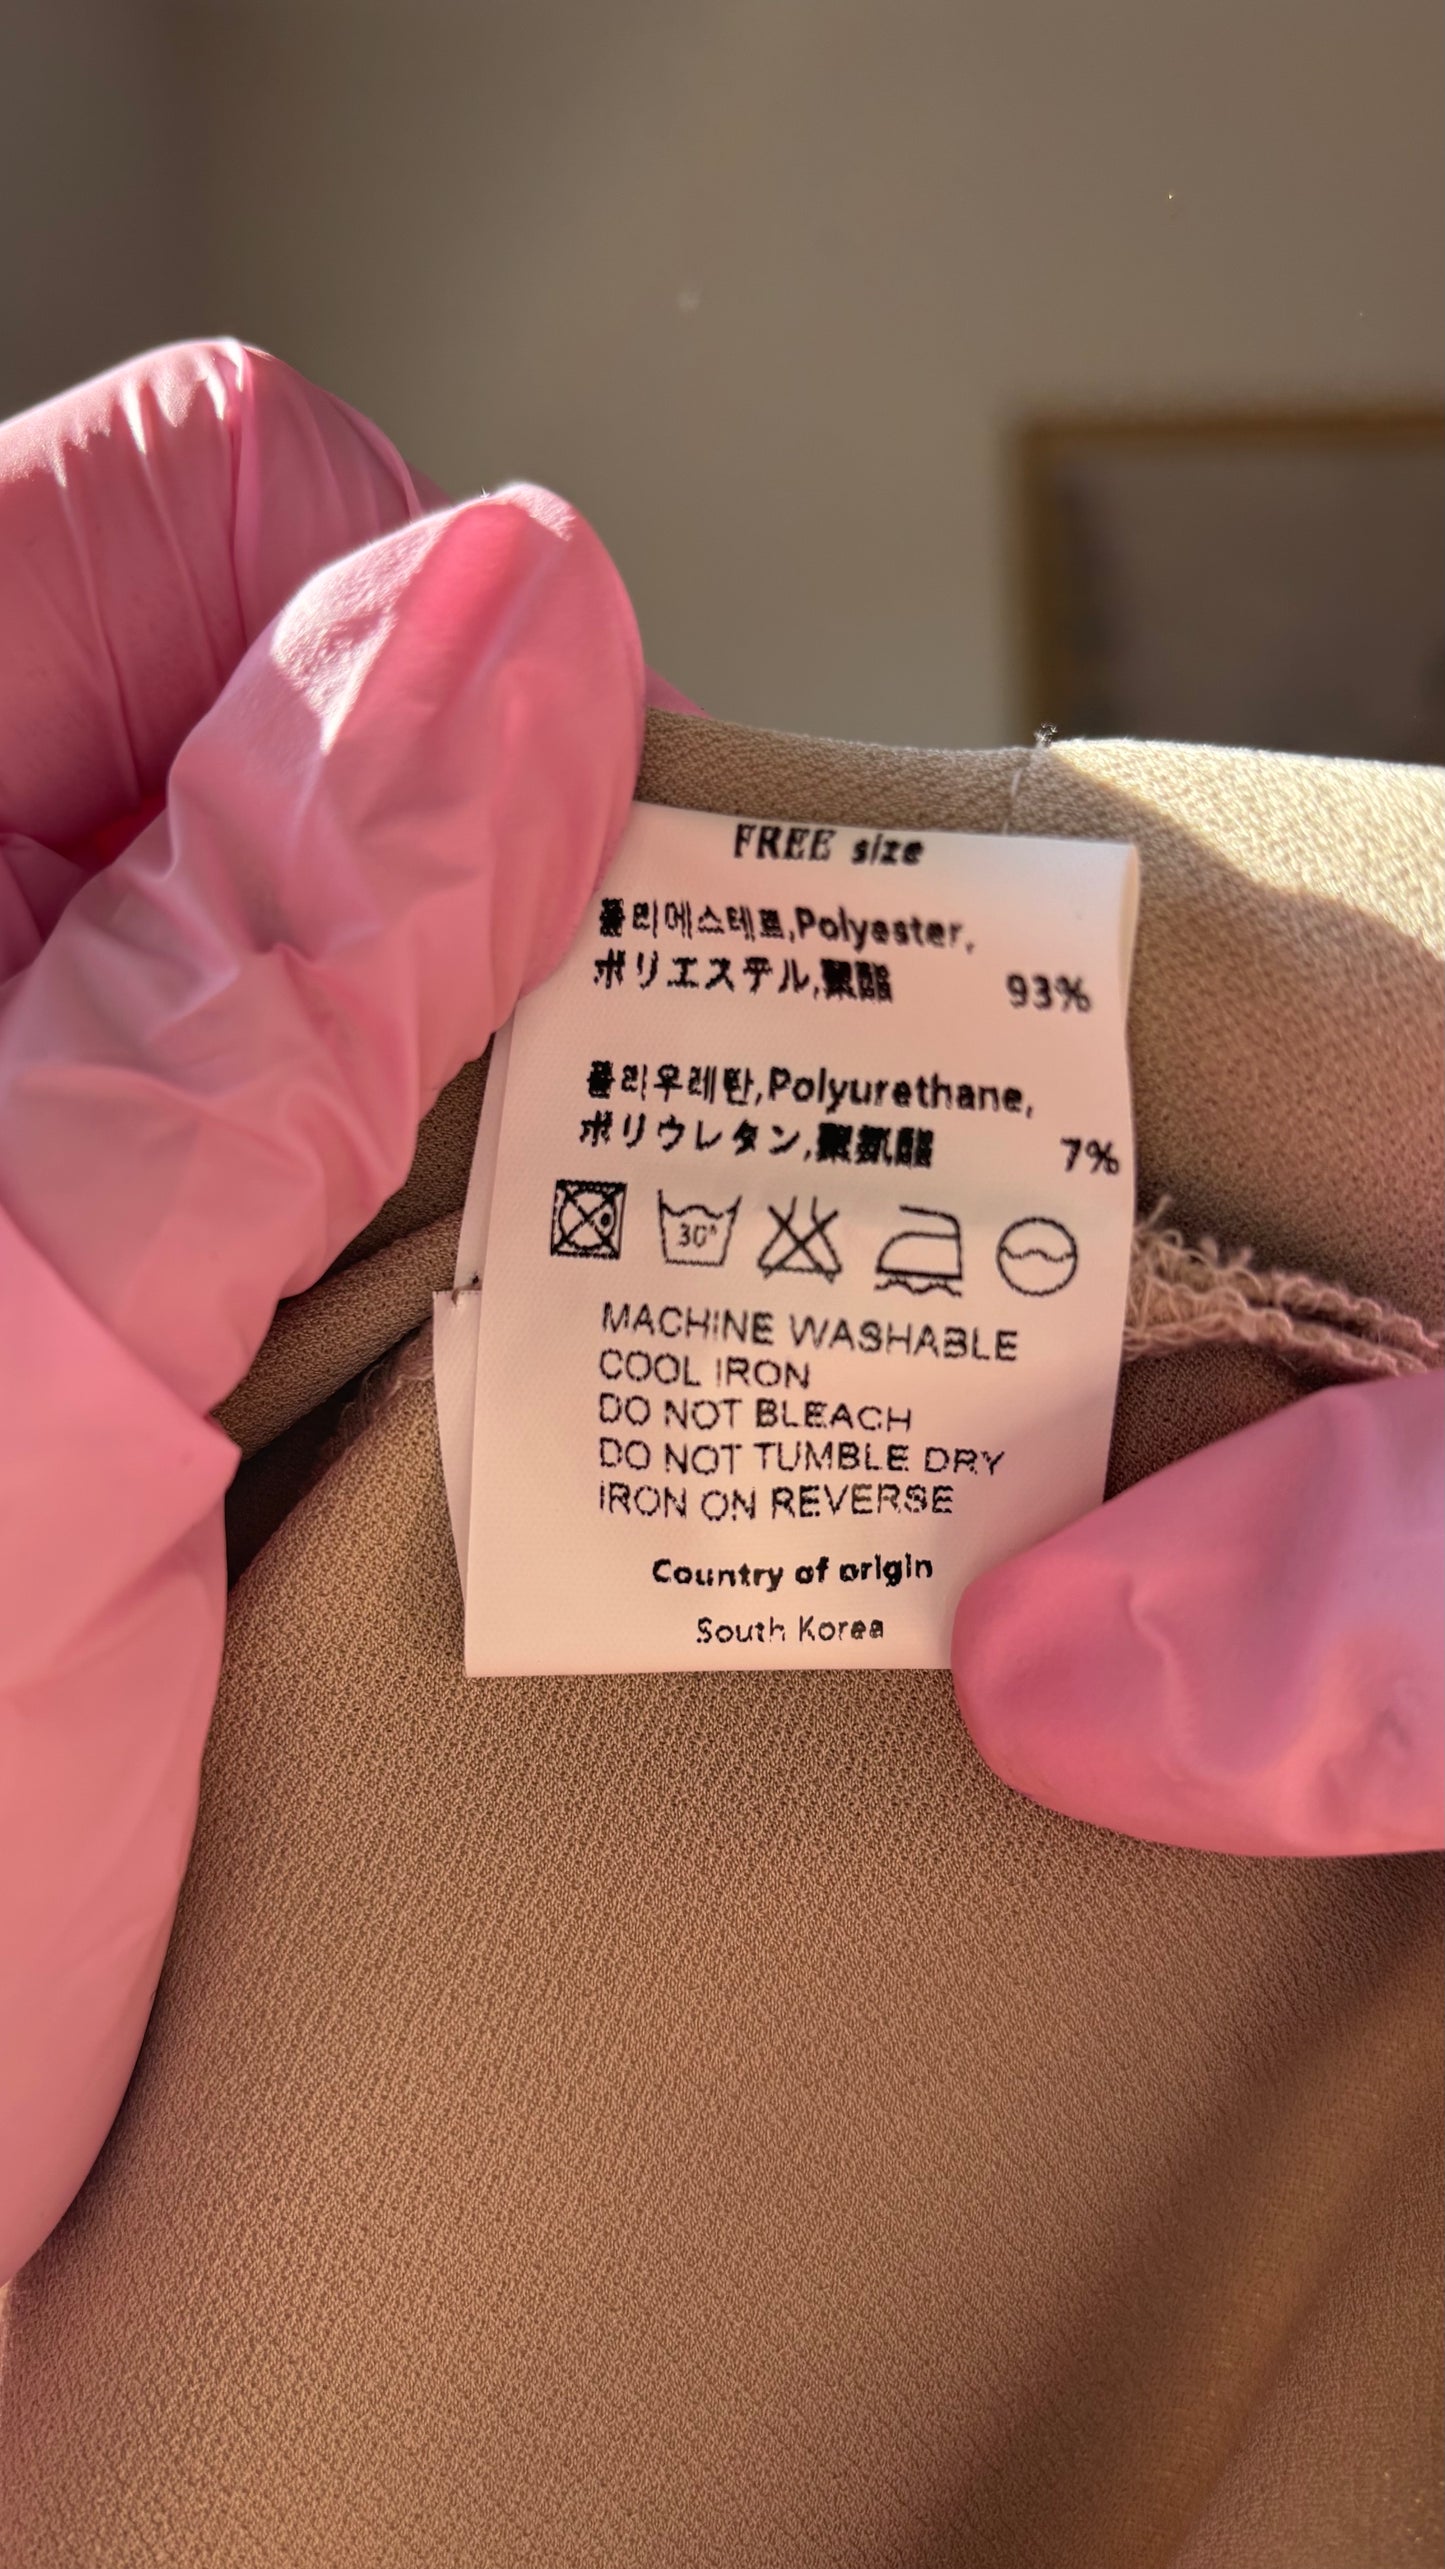 FREE size
폴리에스테르,Polyester,
ポリエステル,聚酯 93%
폴리우레탄,Polyurethane,
ポリウレタン,聚氨酯 7%
30°
MACHINE WASHABLE
COOL IRON
DO NOT BLEACH
DO NOT TUMBLE DRY
IRON ON REVERSE
Country of origin
South Korea